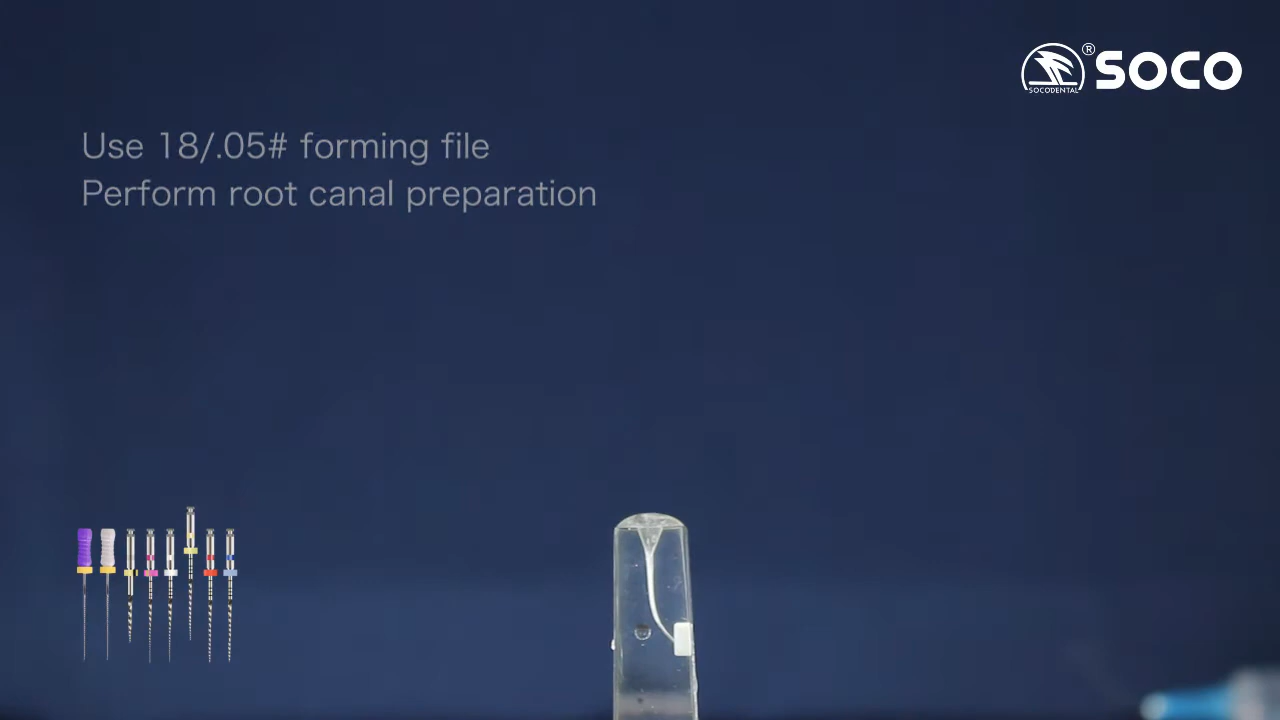 SOCODENTAL
® SOCO
Use 18/.05# forming file
Perform root canal preparation